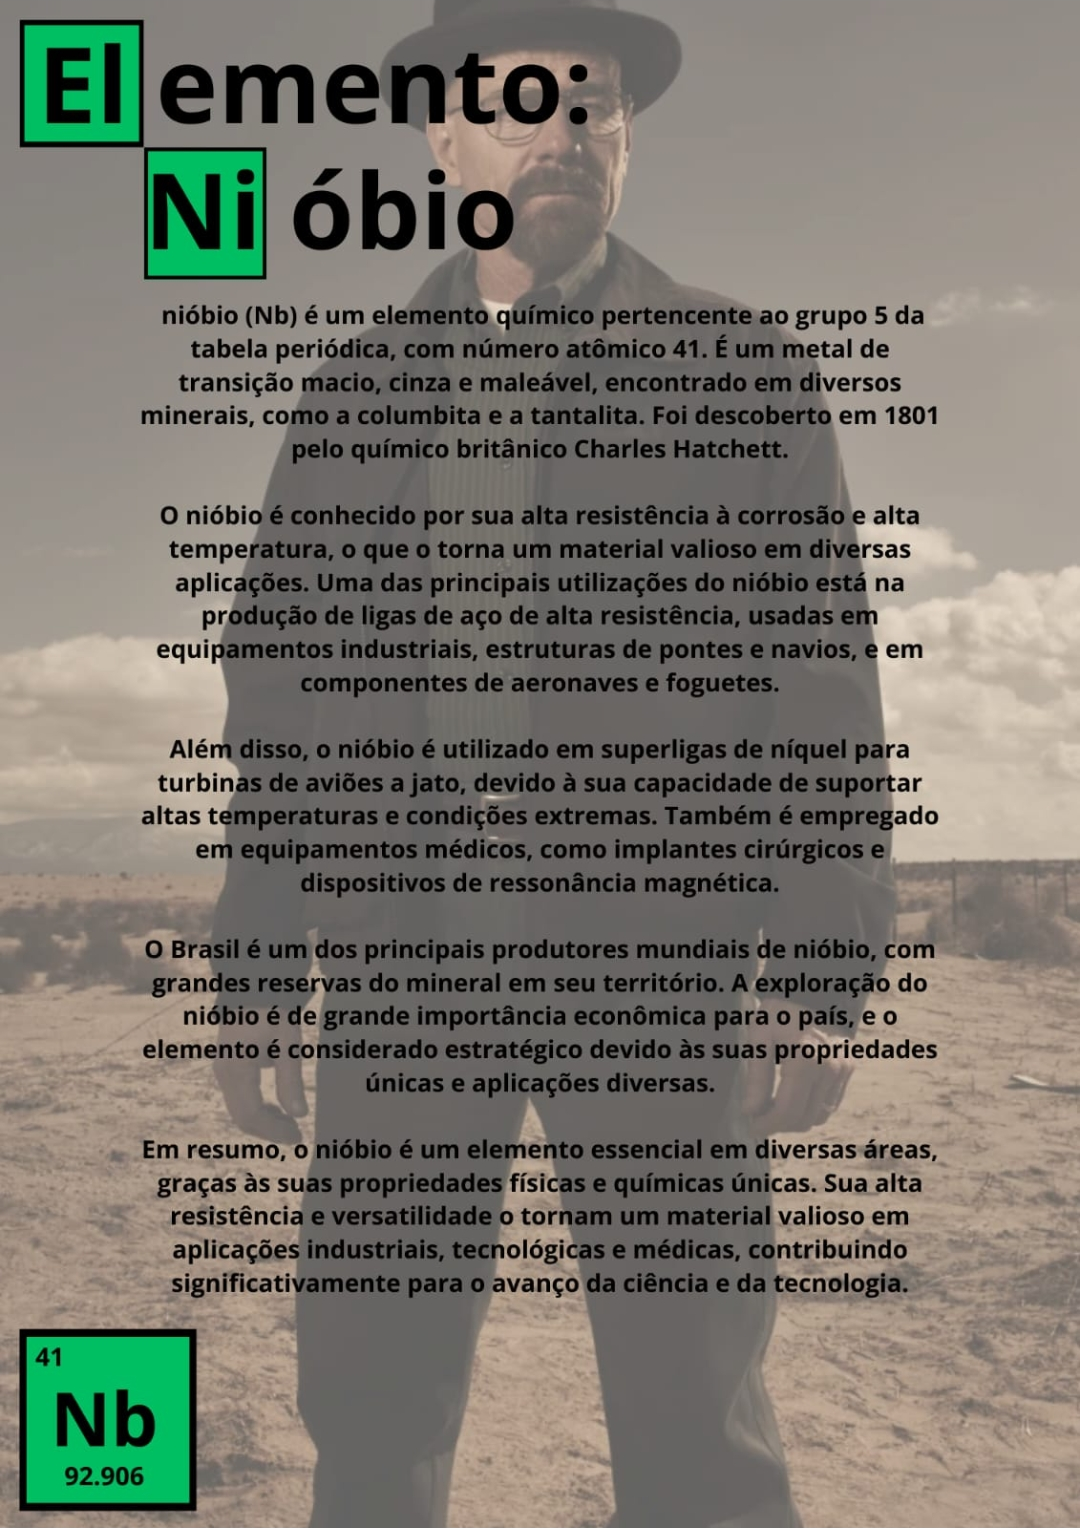 Elemento:
Nióbio
nióbio (Nb) é um elemento químico pertencente ao grupo 5 da
tabela periódica, com número atômico 41. É um metal de
transição macio, cinza e maleável, encontrado em diversos
minerais, como a columbita e a tantalita. Foi descoberto em 1801
pelo químico britânico Charles Hatchett.
O nióbio é conhecido por sua alta resistência à corrosão e alta
temperatura, o que o torna um material valioso em diversas
aplicações. Uma das principais utilizações do nióbio está na
produção de ligas de aço de alta resistência, usadas em
equipamentos industriais, estruturas de pontes e navios, e em
componentes de aeronaves e foguetes.
Além disso, o nióbio é utilizado em superligas de níquel para
turbinas de aviões a jato, devido à sua capacidade de suportar
altas temperaturas e condições extremas. Também é empregado
em equipamentos médicos, como implantes cirúrgicos e
dispositivos de ressonância magnética.
O Brasil é um dos principais produtores mundiais de nióbio, com
grandes reservas do mineral em seu território. A exploração do
nióbio é de grande importância econômica para o país, e o
elemento é considerado estratégico devido às suas propriedades
únicas e aplicações diversas.
Em resumo, o nióbio é um elemento essencial em diversas áreas,
graças às suas propriedades físicas e químicas únicas. Sua alta
resistência e versatilidade o tornam um material valioso em
aplicações industriais, tecnológicas e médicas, contribuindo
significativamente para o avanço da ciência e da tecnologia.
41
Nb
92.906